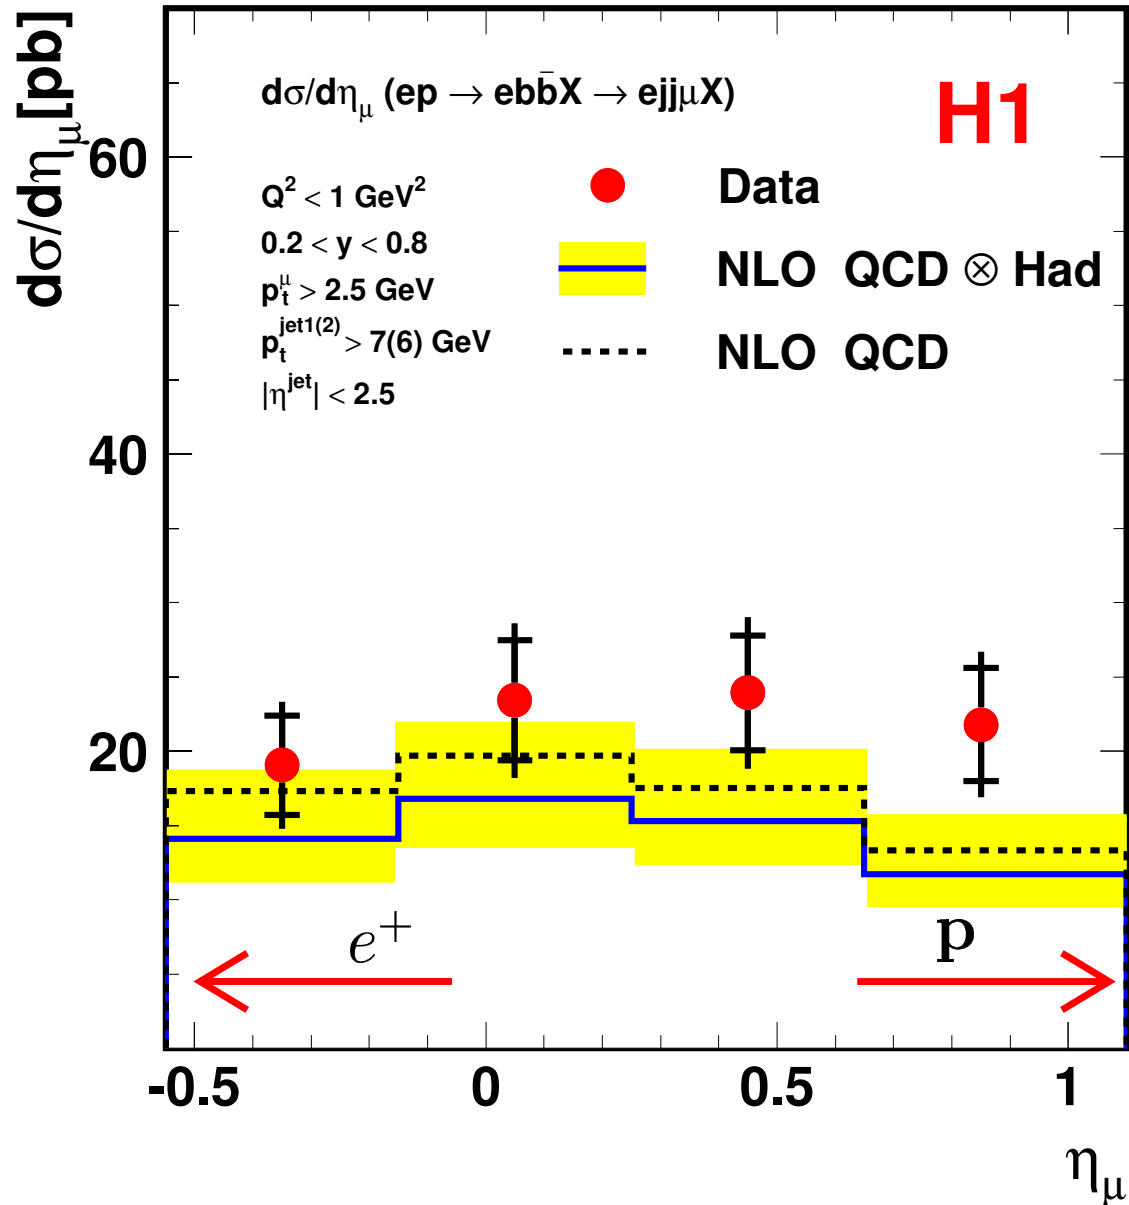 dσ/dη_μ [pb]
dσ/dη_μ (ep → ebb̄X → ejjμX)
H1
Q² < 1 GeV²
0.2 < y < 0.8
p_t^μ > 2.5 GeV
p_t^jet1(2) > 7(6) GeV
|η^jet| < 2.5
Data
NLO QCD ⊗ Had
NLO QCD
60
40
20
e⁺
p
-0.5 0 0.5 1
η_μ